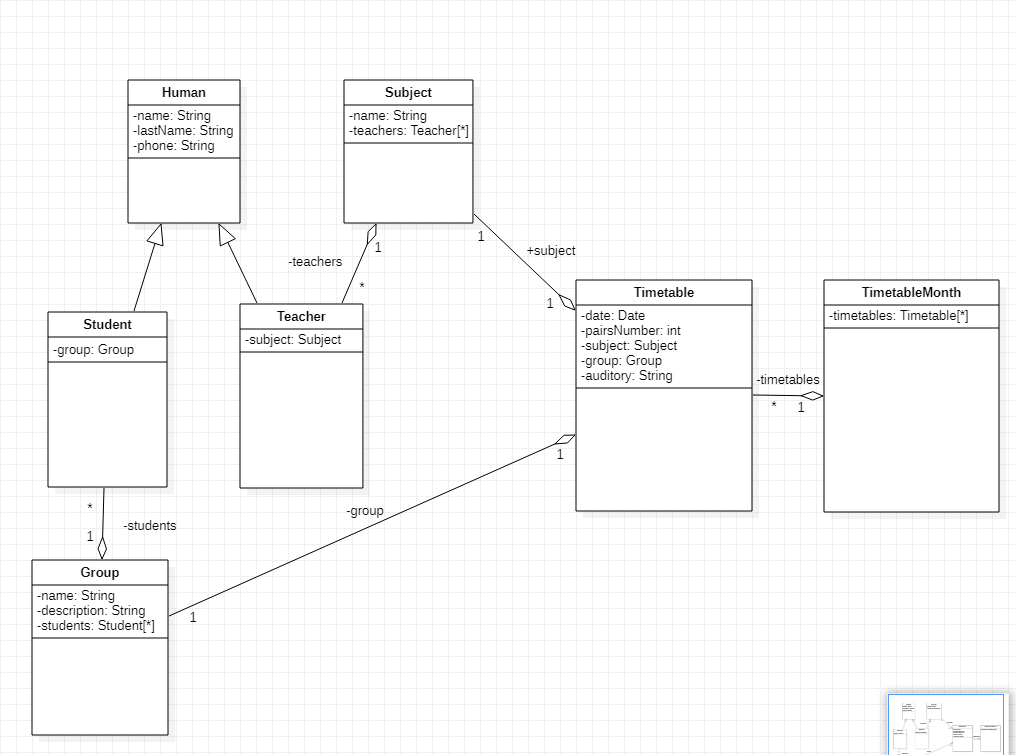 Human
-name: String
-lastName: String
-phone: String
Subject
-name: String
-teachers: Teacher[*]
1
-teachers
*
1
+subject
1
Student
-group: Group
Teacher
-subject: Subject
Timetable
-date: Date
-pairsNumber: int
-subject: Subject
-group: Group
-auditory: String
TimetableMonth
-timetables: Timetable[*]
-timetables
*
1
1
-group
1
*
1
-students
Group
-name: String
-description: String
-students: Student[*]